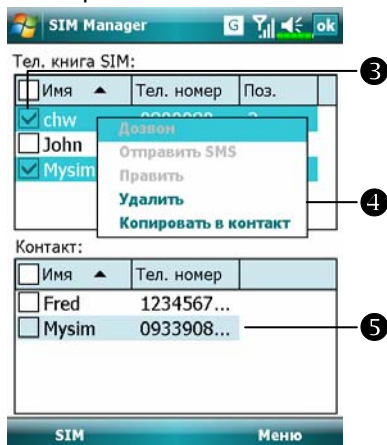 SIM Manager G ok
Тел. книга SIM:
Имя Тел. номер Поз.
chw
John
Mysim
Дозвон
Отправить SMS
Править
Удалить
Копировать в контакт
Контакт:
Имя Тел. номер
Fred 1234567...
Mysim 0933908...
SIM Меню
3
4
5